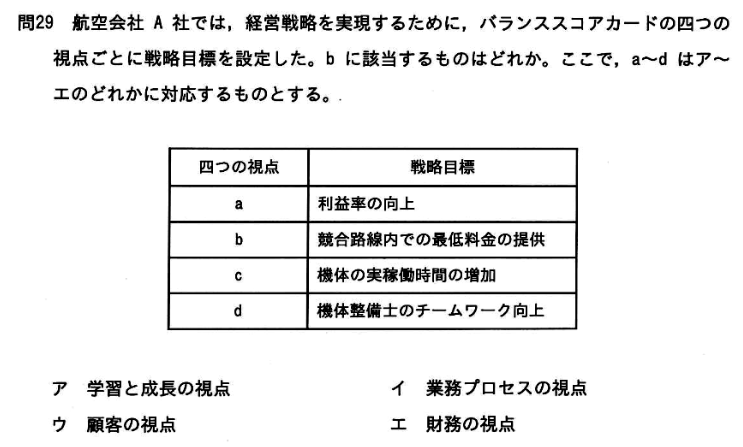 問29 航空会社 A 社では，経営戦略を実現するために，バランススコアカードの四つの
視点ごとに戦略目標を設定した。b に該当するものはどれか。ここで，a～d はア～
エのどれかに対応するものとする。
四つの視点 戦略目標
a 利益率の向上
b 競合路線内での最低料金の提供
c 機体の実稼働時間の増加
d 機体整備士のチームワーク向上
ア 学習と成長の視点 イ 業務プロセスの視点
ウ 顧客の視点 エ 財務の視点